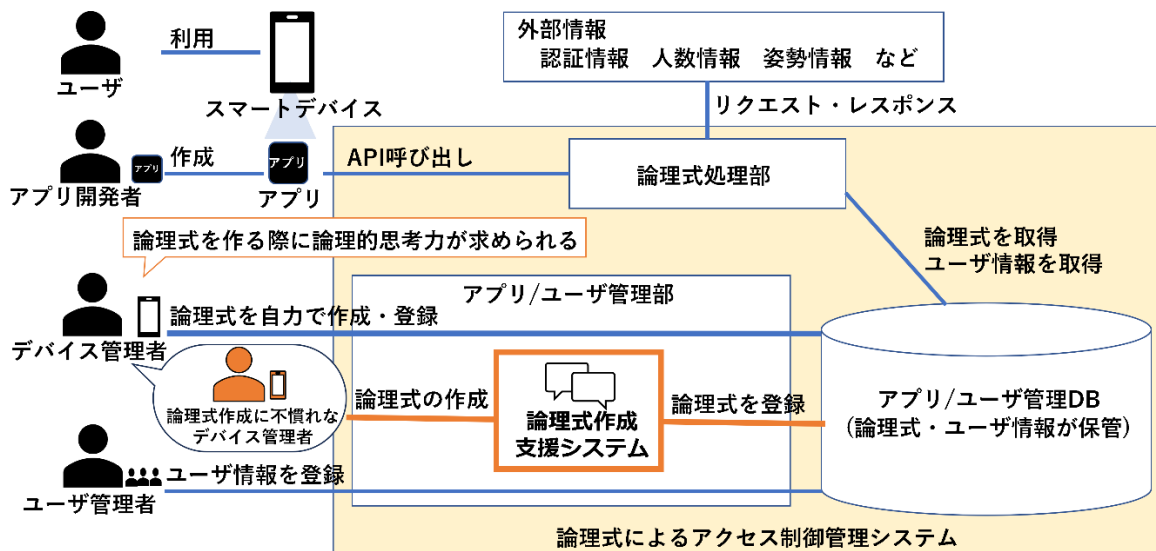 利用
ユーザ
スマートデバイス
外部情報
認証情報 人数情報 姿勢情報 など
リクエスト・レスポンス
アプリ
作成
アプリ
API呼び出し
論理式処理部
アプリ開発者
アプリ
論理式を作る際に論理的思考力が求められる
論理式を取得
ユーザ情報を取得
アプリ/ユーザ管理部
論理式を自力で作成・登録
デバイス管理者
論理式作成に不慣れな
デバイス管理者
論理式の作成
論理式作成
支援システム
論理式を登録
アプリ/ユーザ管理DB
(論理式・ユーザ情報が保管)
ユーザ情報を登録
ユーザ管理者
論理式によるアクセス制御管理システム